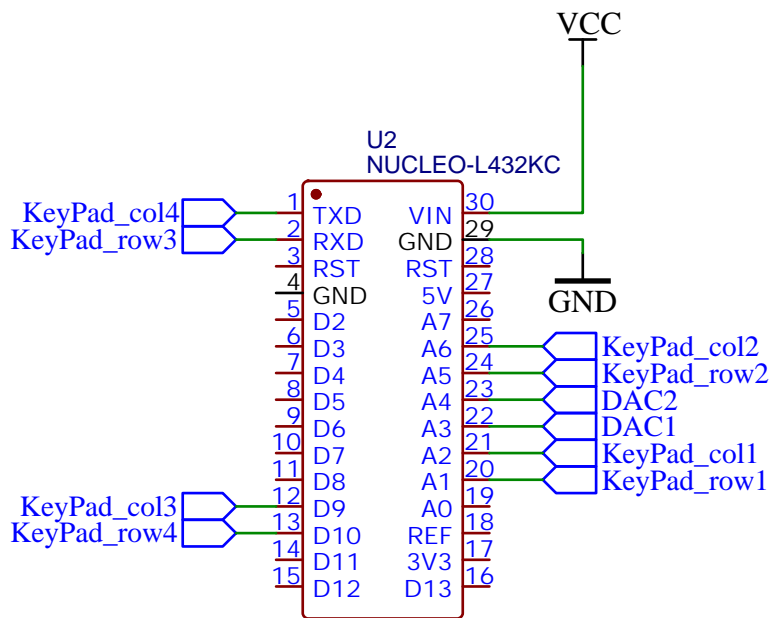 VCC
U2
NUCLEO-L432KC
KeyPad_col4 1 TXD VIN 30
KeyPad_row3 2 RXD GND 29
3 RST RST 28
4 GND 5V 27
GND
5 D2 A7 26
6 D3 A6 25 KeyPad_col2
7 D4 A5 24 KeyPad_row2
8 D5 A4 23 DAC2
9 D6 A3 22 DAC1
10 D7 A2 21 KeyPad_col1
11 D8 A1 20 KeyPad_row1
KeyPad_col3 12 D9 A0 19
KeyPad_row4 13 D10 REF 18
14 D11 3V3 17
15 D12 D13 16